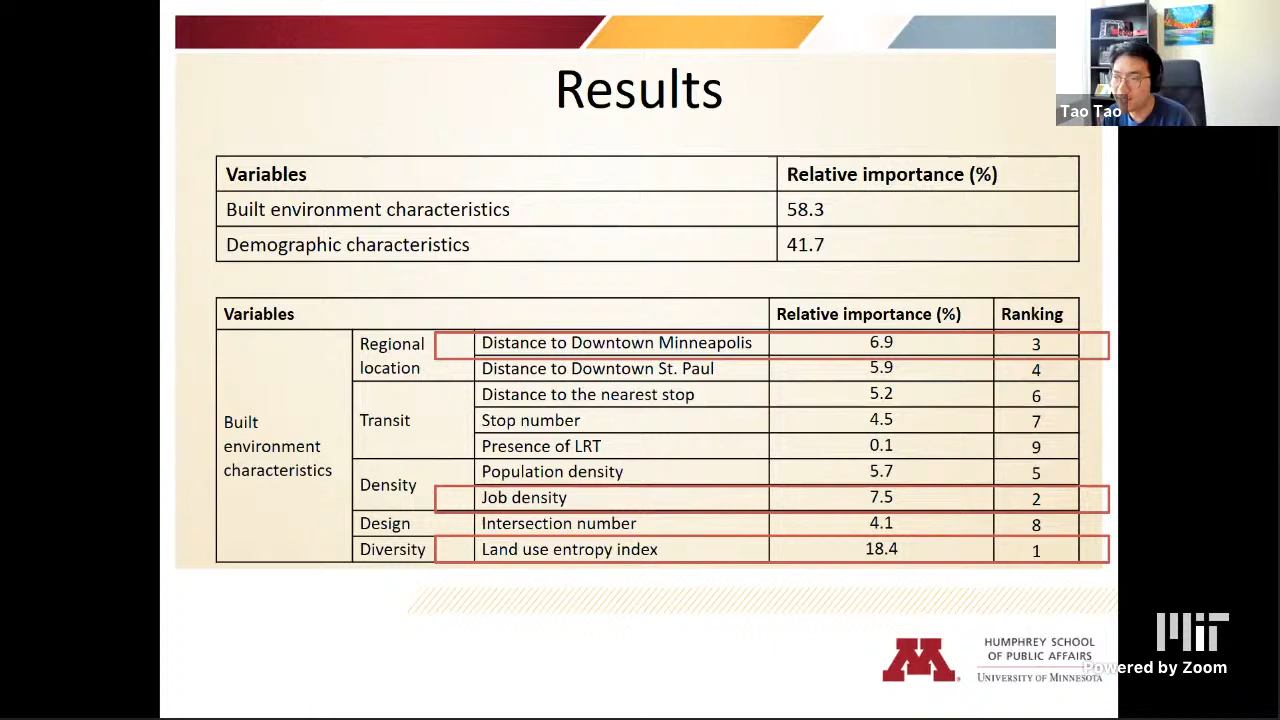 Results
Tao Tao
Variables Relative importance (%)
Built environment characteristics 58.3
Demographic characteristics 41.7
Variables Relative importance (%) Ranking
Built environment characteristics
Regional location
Distance to Downtown Minneapolis 6.9 3
Distance to Downtown St. Paul 5.9 4
Transit
Distance to the nearest stop 5.2 6
Stop number 4.5 7
Presence of LRT 0.1 9
Density
Population density 5.7 5
Job density 7.5 2
Design Intersection number 4.1 8
Diversity Land use entropy index 18.4 1
M
HUMPHREY SCHOOL
OF PUBLIC AFFAIRS
UNIVERSITY OF MINNESOTA
MIT
Powered by Zoom